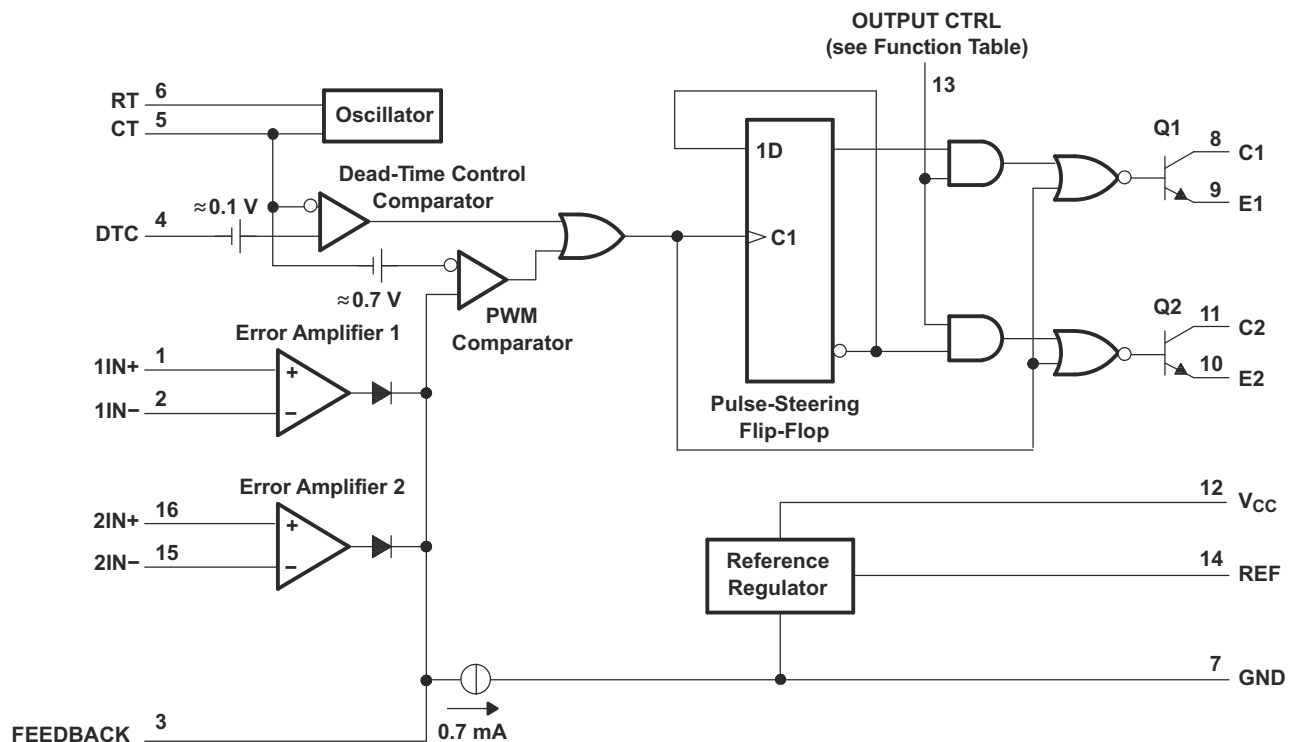 OUTPUT CTRL
(see Function Table)
13
RT 6
CT 5
Oscillator
Q1
8 C1
9 E1
1D
Dead-Time Control
Comparator
≈ 0.1 V
DTC 4
C1
≈ 0.7 V
PWM
Comparator
Q2
11 C2
10 E2
Error Amplifier 1
1IN+ 1
+
1IN− 2
−
Pulse-Steering
Flip-Flop
Error Amplifier 2
2IN+ 16
+
2IN− 15
−
12 VCC
Reference
Regulator
14 REF
7 GND
0.7 mA
FEEDBACK 3